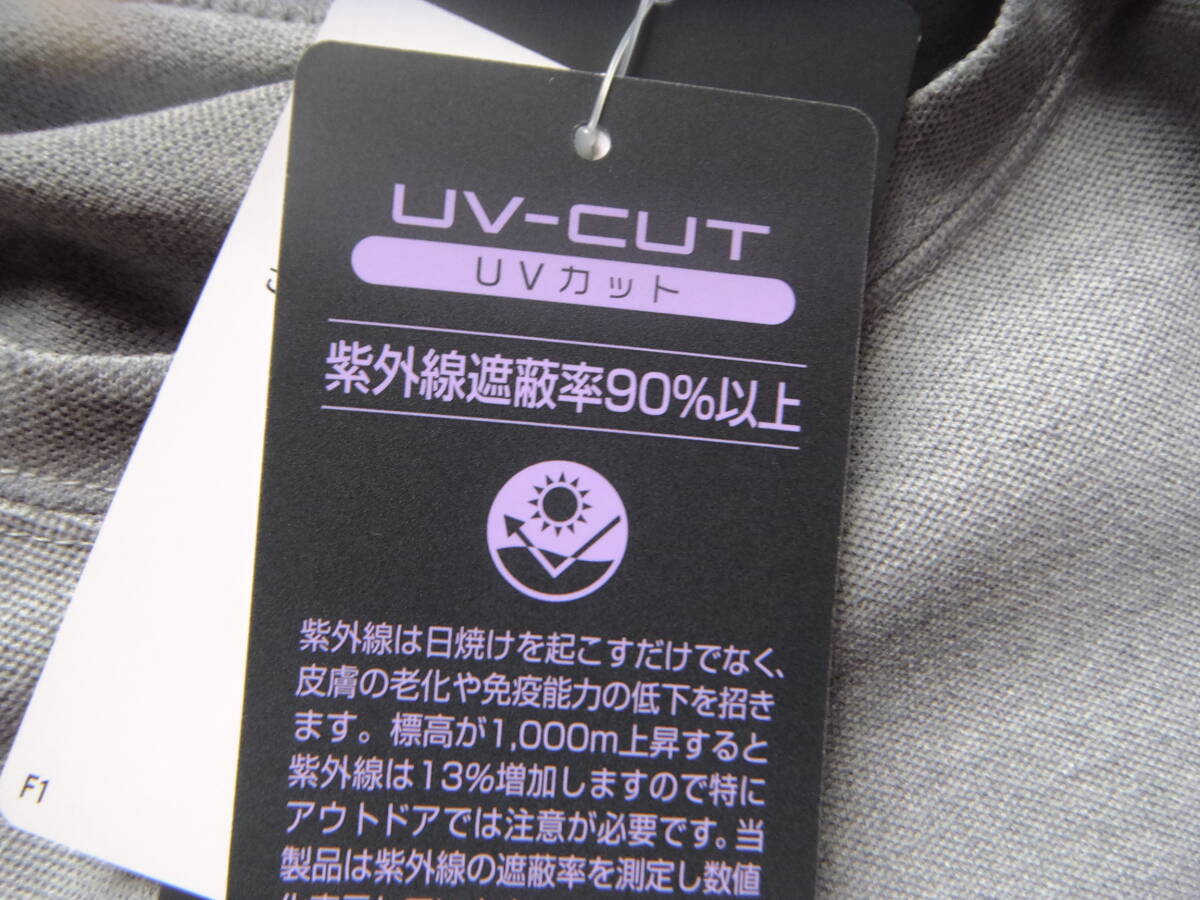 UV-CUT
UVカット
紫外線遮蔽率90%以上
紫外線は日焼けを起こすだけでなく、
皮膚の老化や免疫能力の低下を招き
ます。標高が1,000m上昇すると
紫外線は13%増加しますので特に
アウトドアでは注意が必要です。当
製品は紫外線の遮蔽率を測定し数値
F1